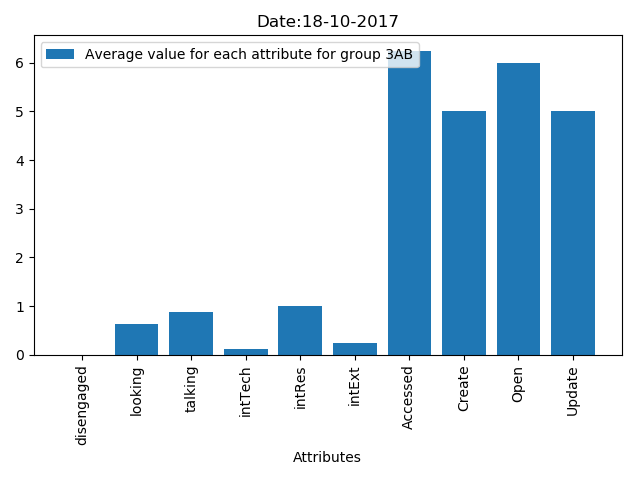 Date:18-10-2017
Average value for each attribute for group 3AB
6
5
4
3
2
1
0
disengaged
looking
talking
intTech
intRes
intExt
Accessed
Create
Open
Update
Attributes